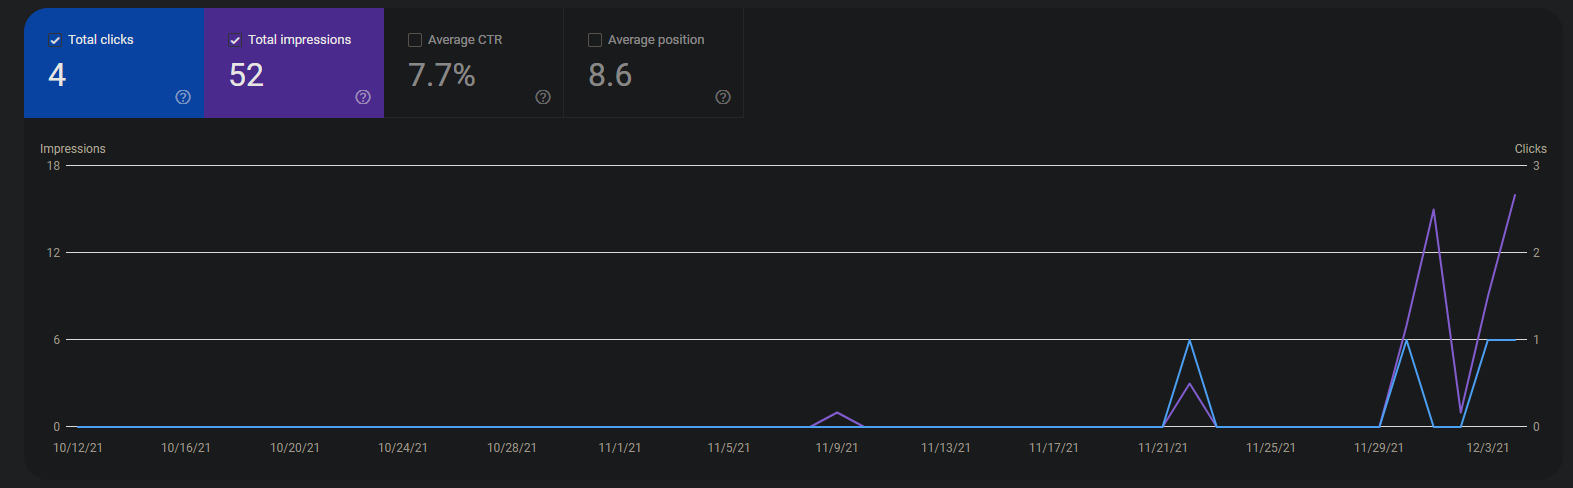 Total clicks
4
Total impressions
52
Average CTR
7.7%
Average position
8.6
Impressions
Clicks
18
3
12
2
6
1
0
0
10/12/21 10/16/21 10/20/21 10/24/21 10/28/21 11/1/21 11/5/21 11/9/21 11/13/21 11/17/21 11/21/21 11/25/21 11/29/21 12/3/21